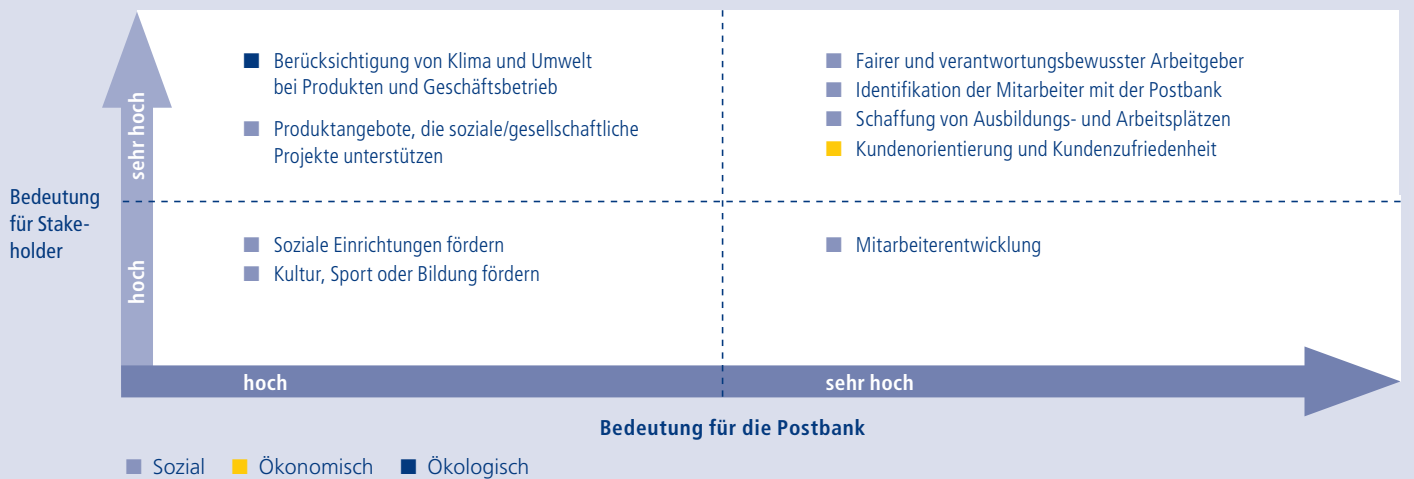 Berücksichtigung von Klima und Umwelt
bei Produkten und Geschäftsbetrieb
Produktangebote, die soziale/gesellschaftliche
Projekte unterstützen
Fairer und verantwortungsbewusster Arbeitgeber
Identifikation der Mitarbeiter mit der Postbank
Schaffung von Ausbildungs- und Arbeitsplätzen
Kundenorientierung und Kundenzufriedenheit
sehr hoch
Bedeutung
für Stake-
holder
hoch
Soziale Einrichtungen fördern
Kultur, Sport oder Bildung fördern
Mitarbeiterentwicklung
hoch
sehr hoch
Bedeutung für die Postbank
Sozial
Ökonomisch
Ökologisch